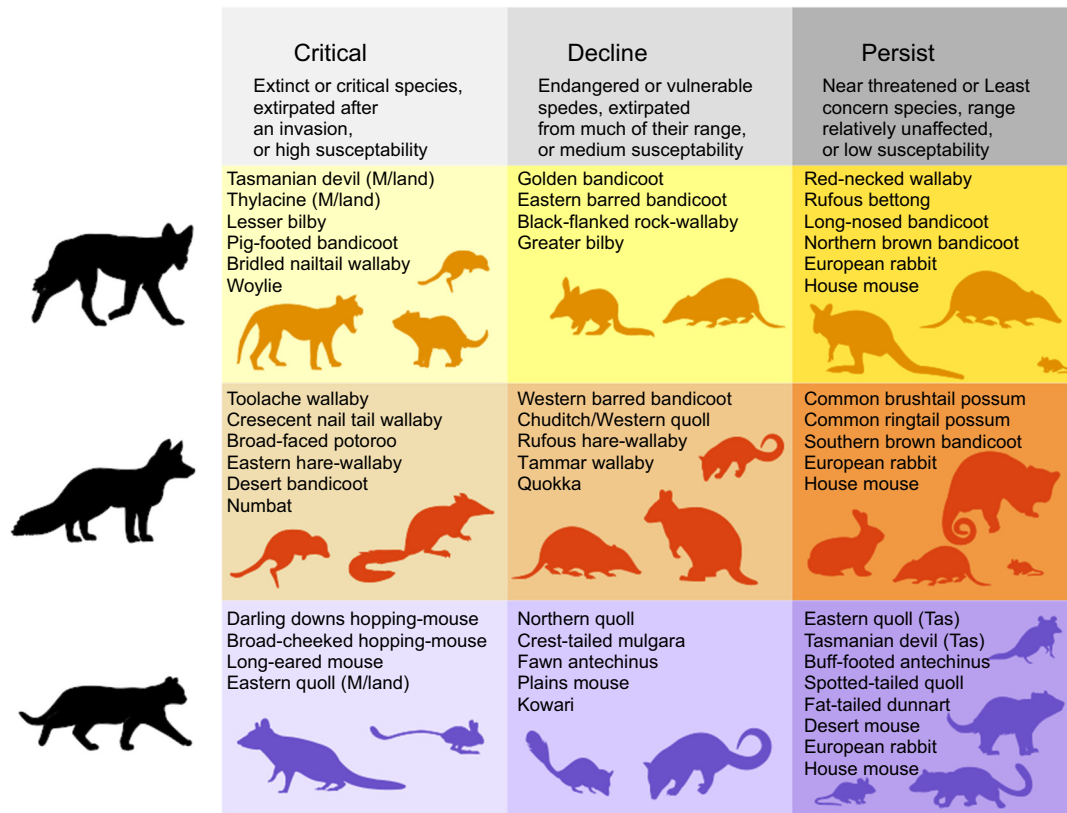 Critical
Extinct or critical species,
extirpated after
an invasion,
or high susceptability
Decline
Endangered or vulnerable
spedes, extirpated
from much of their range,
or medium susceptability
Persist
Near threatened or Least
concern species, range
relatively unaffected,
or low susceptability
Tasmanian devil (M/land)
Thylacine (M/land)
Lesser bilby
Pig-footed bandicoot
Bridled nailtail wallaby
Woylie
Golden bandicoot
Eastern barred bandicoot
Black-flanked rock-wallaby
Greater bilby
Red-necked wallaby
Rufous bettong
Long-nosed bandicoot
Northern brown bandicoot
European rabbit
House mouse
Toolache wallaby
Cresecent nail tail wallaby
Broad-faced potoroo
Eastern hare-wallaby
Desert bandicoot
Numbat
Western barred bandicoot
Chuditch/Western quoll
Rufous hare-wallaby
Tammar wallaby
Quokka
Common brushtail possum
Common ringtail possum
Southern brown bandicoot
European rabbit
House mouse
Darling downs hopping-mouse
Broad-cheeked hopping-mouse
Long-eared mouse
Eastern quoll (M/land)
Northern quoll
Crest-tailed mulgara
Fawn antechinus
Plains mouse
Kowari
Eastern quoll (Tas)
Tasmanian devil (Tas)
Buff-footed antechinus
Spotted-tailed quoll
Fat-tailed dunnart
Desert mouse
European rabbit
House mouse